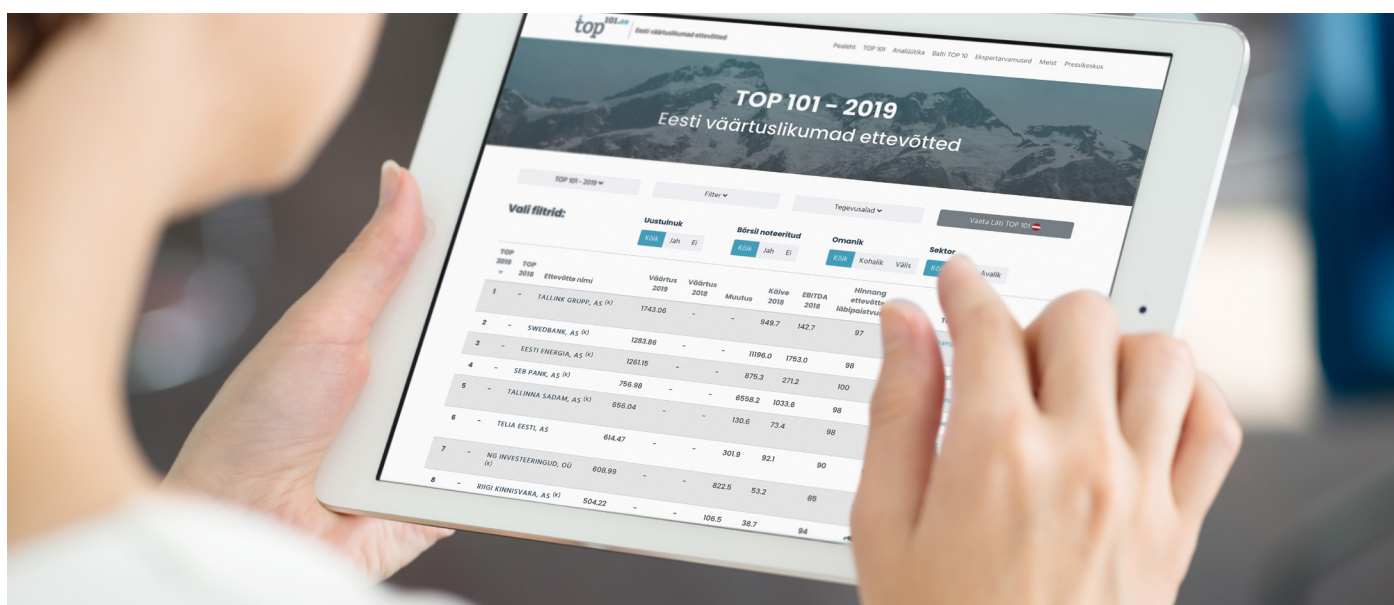 top101.ee Eesti väärtuslikumad ettevõtted
Pealeht TOP 101 Analüütika Balti TOP 10 Ekspertarvamused Meist Pressikeskus
TOP 101 – 2019
Eesti väärtuslikumad ettevõtted
TOP 101 - 2019 Filter Tegevusalad Vaata Läti TOP 101
Vali filtrid:
Uustulnuk Börsil noteeritud Omanik Sektor
Kõik Jah Ei Kõik Jah Ei Kõik Kohalik Välis Avalik
TOP 2019 TOP 2018 Ettevõtte nimi Väärtus 2019 Väärtus 2018 Muutus Käive 2018 EBITDA 2018 Hinnang ettevõtte
1 - TALLINK GRUPP, AS (K) 1743.06 - - 949.7 142.7 97
2 - SWEDBANK, AS (K) 1283.86 - - 11196.0 1753.0 98
3 - EESTI ENERGIA, AS (K) 1261.15 - - 875.3 271.2 100
4 - SEB PANK, AS (K) 756.98 - - 6558.2 1033.6 98
5 - TALLINNA SADAM, AS (K) 656.04 - - 130.6 73.4 98
6 - TELIA EESTI, AS 614.47 - - 301.9 92.1 90
7 - NG INVESTEERINGUD, OÜ (K) 608.99 - - 822.5 53.2 85
8 - RIIGI KINNISVARA, AS (K) 504.22 - - 106.5 38.7 94